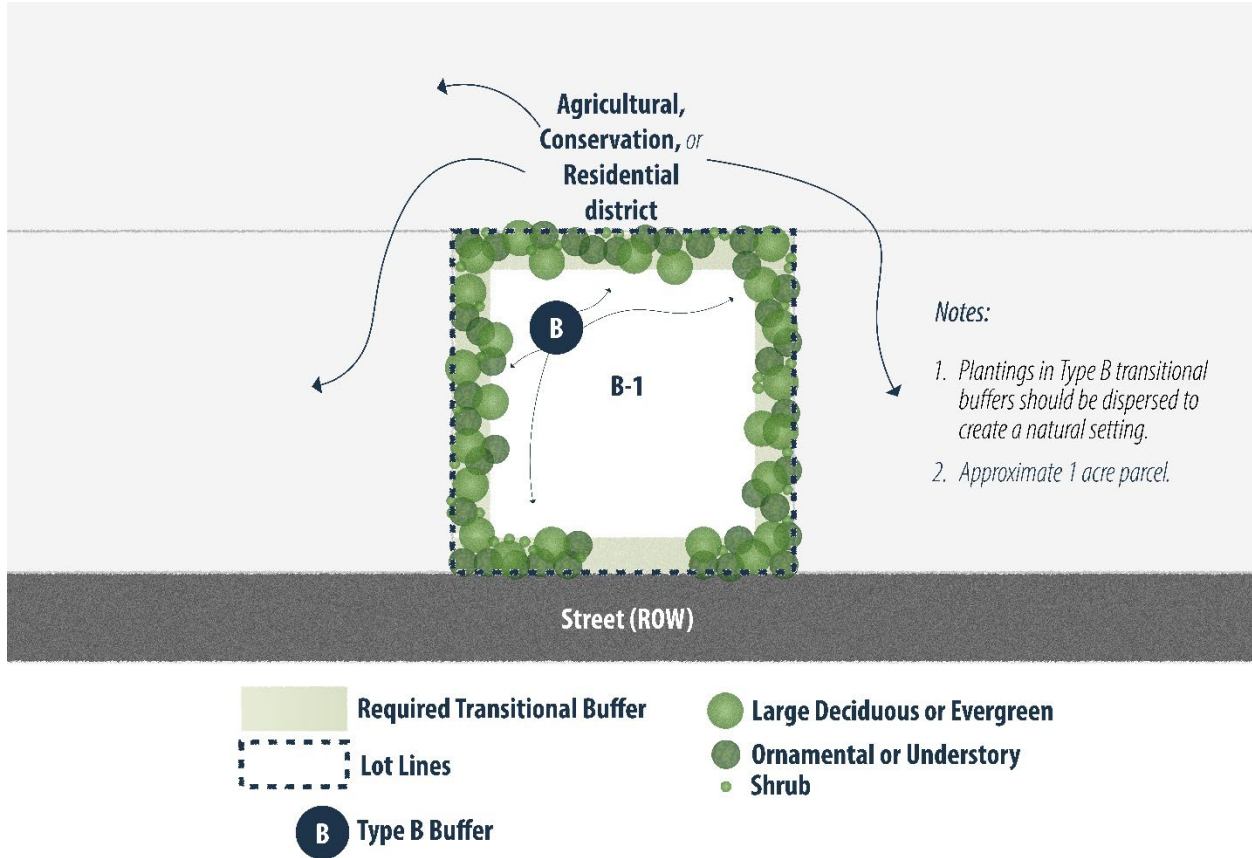 Agricultural,
Conservation, or
Residential
district
B
B-1
Notes:
1. Plantings in Type B transitional
buffers should be dispersed to
create a natural setting.
2. Approximate 1 acre parcel.
Street (ROW)
Required Transitional Buffer
Lot Lines
B Type B Buffer
Large Deciduous or Evergreen
Ornamental or Understory
Shrub